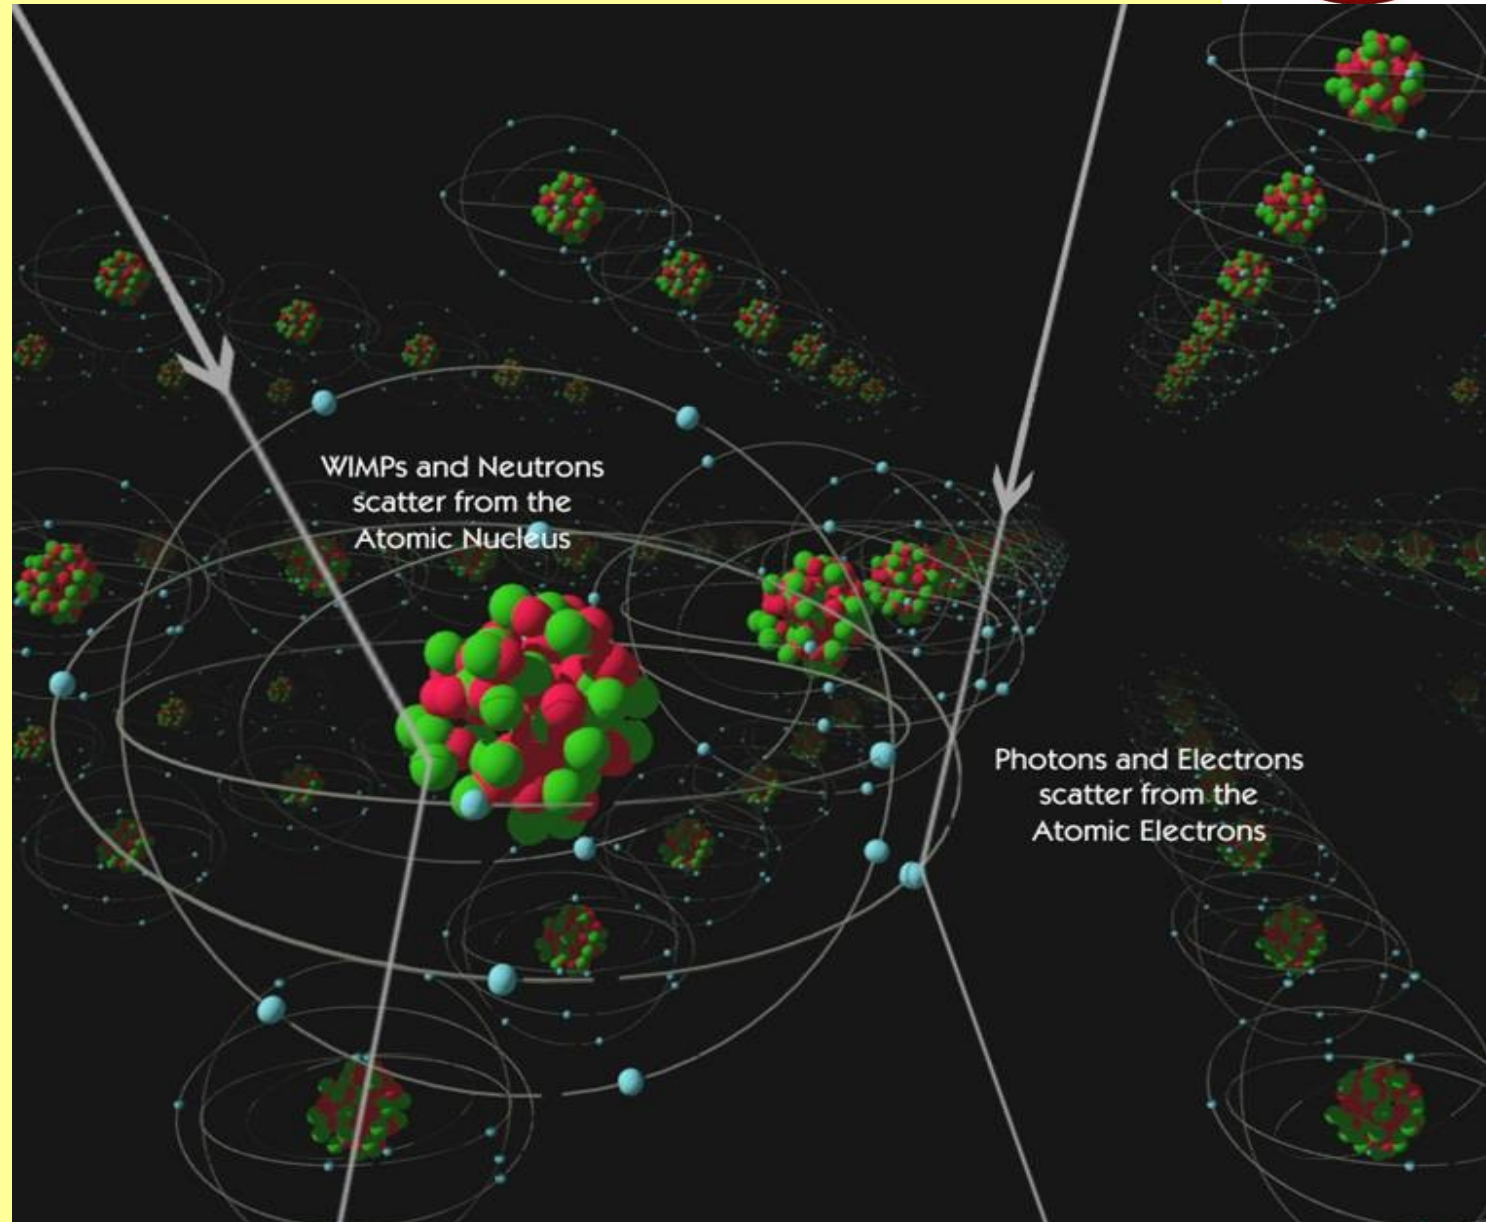 WIMPs and Neutrons
scatter from the
Atomic Nucleus
Photons and Electrons
scatter from the
Atomic Electrons